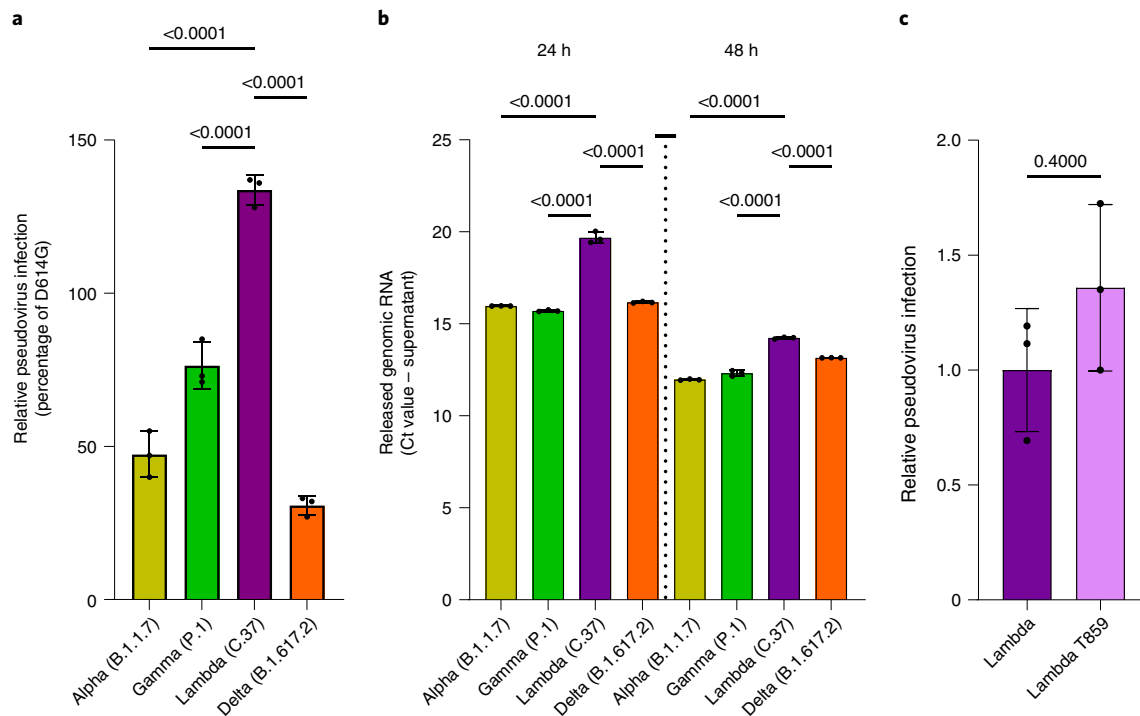 a
<0.0001
<0.0001
<0.0001
150
100
50
0
Relative pseudovirus infection
(percentage of D614G)
Alpha (B.1.1.7)
Gamma (P.1)
Lambda (C.37)
Delta (B.1.617.2)
b
24 h
48 h
<0.0001
<0.0001
<0.0001
<0.0001
<0.0001
<0.0001
25
20
15
10
5
0
Released genomic RNA
(Ct value – supernatant)
Alpha (B.1.1.7)
Gamma (P.1)
Lambda (C.37)
Delta (B.1.617.2)
Alpha (B.1.1.7)
Gamma (P.1)
Lambda (C.37)
Delta (B.1.617.2)
c
0.4000
2.0
1.5
1.0
0.5
0
Relative pseudovirus infection
Lambda
Lambda T859